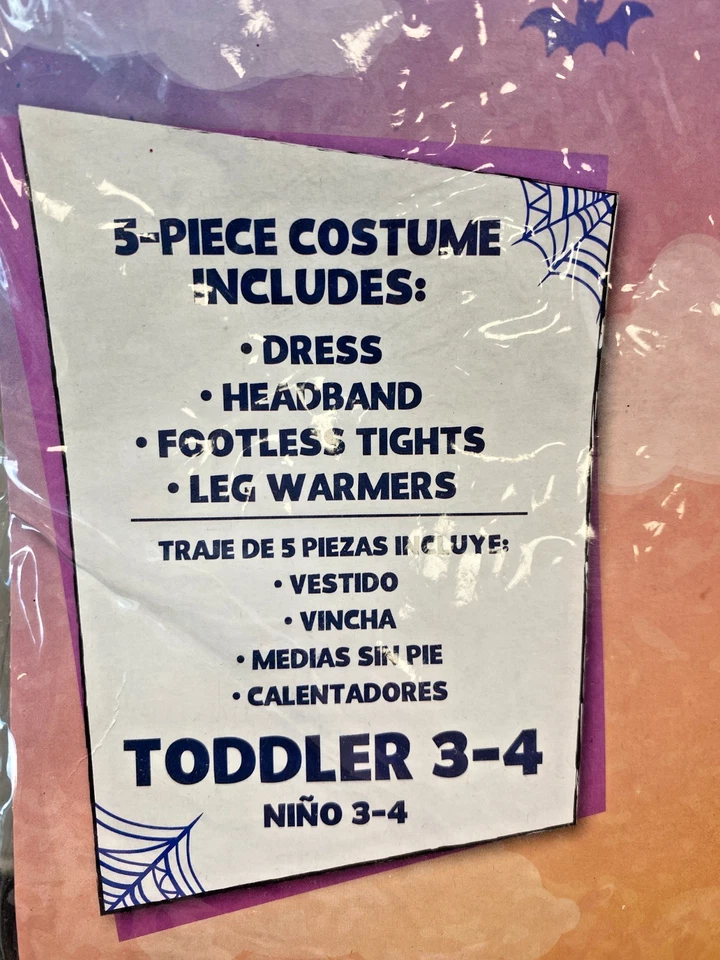 5-PIECE COSTUME
INCLUDES:
• DRESS
• HEADBAND
• FOOTLESS TIGHTS
• LEG WARMERS
TRAJE DE 5 PIEZAS INCLUYE:
• VESTIDO
• VINCHA
• MEDIAS SIN PIE
• CALENTADORES
TODDLER 3-4
NIÑO 3-4